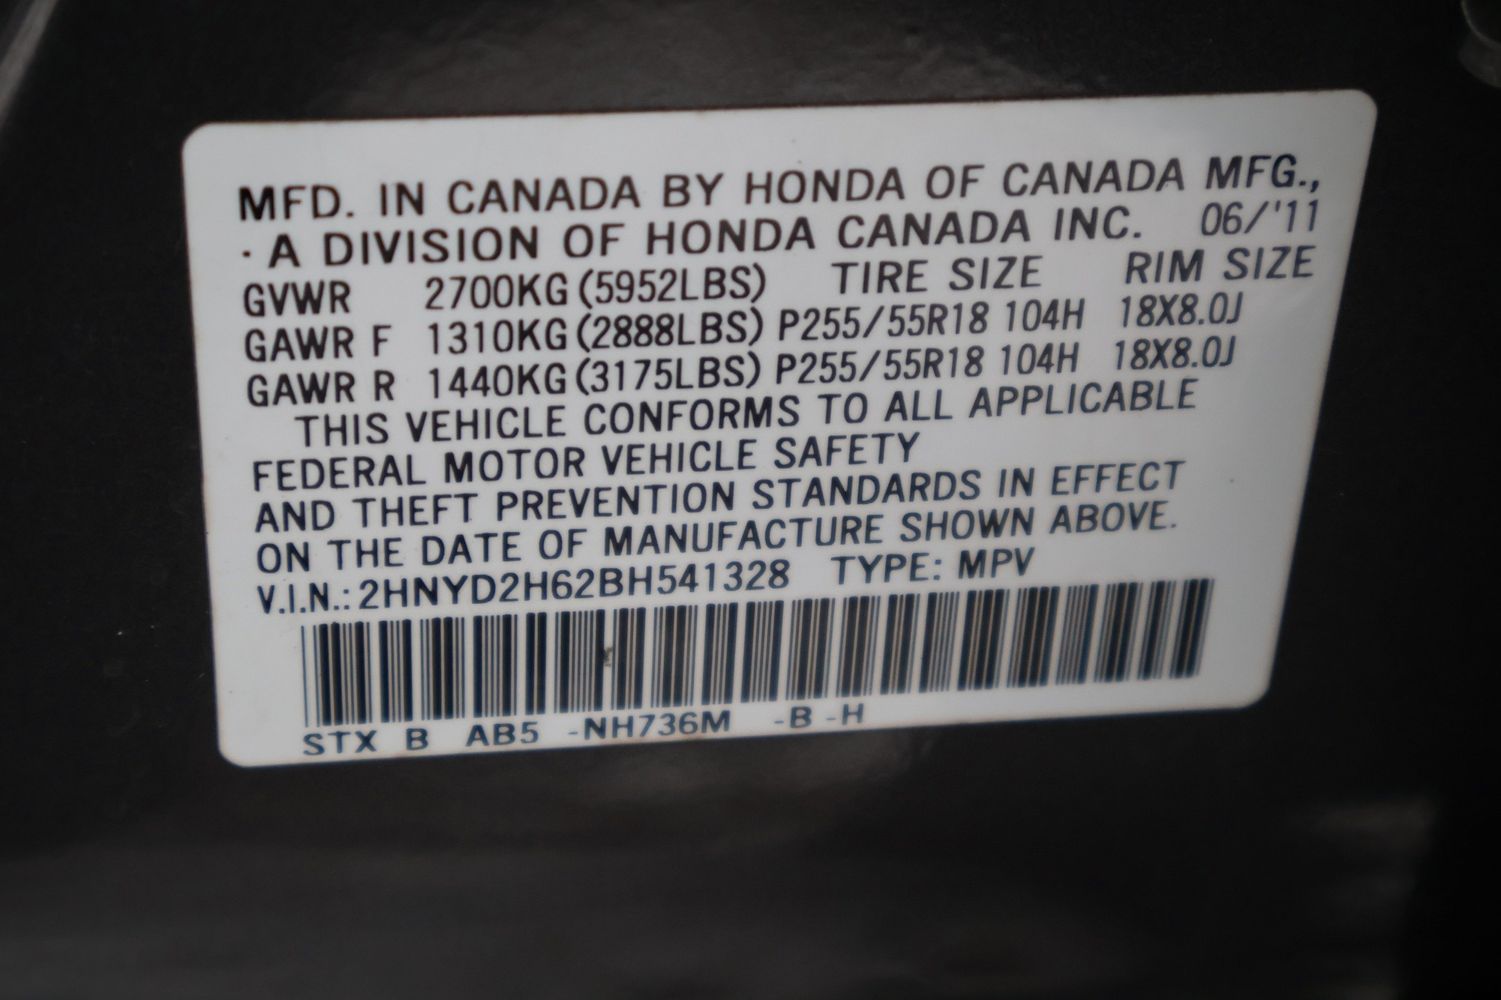 MFD. IN CANADA BY HONDA OF CANADA MFG.,
· A DIVISION OF HONDA CANADA INC. 06/'11
GVWR 2700KG (5952LBS) TIRE SIZE RIM SIZE
GAWR F 1310KG (2888LBS) P255/55R18 104H 18X8.0J
GAWR R 1440KG (3175LBS) P255/55R18 104H 18X8.0J
THIS VEHICLE CONFORMS TO ALL APPLICABLE
FEDERAL MOTOR VEHICLE SAFETY
AND THEFT PREVENTION STANDARDS IN EFFECT
ON THE DATE OF MANUFACTURE SHOWN ABOVE.
V.I.N.: 2HNYD2H62BH541328 TYPE: MPV
STX B AB5 -NH736M -B -H